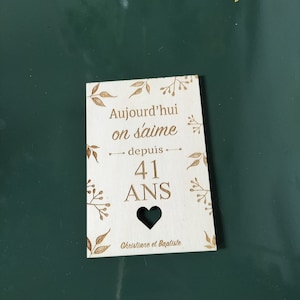 Aujourd'hui
on s'aime
depuis
41
ANS
Christiane et Baptiste